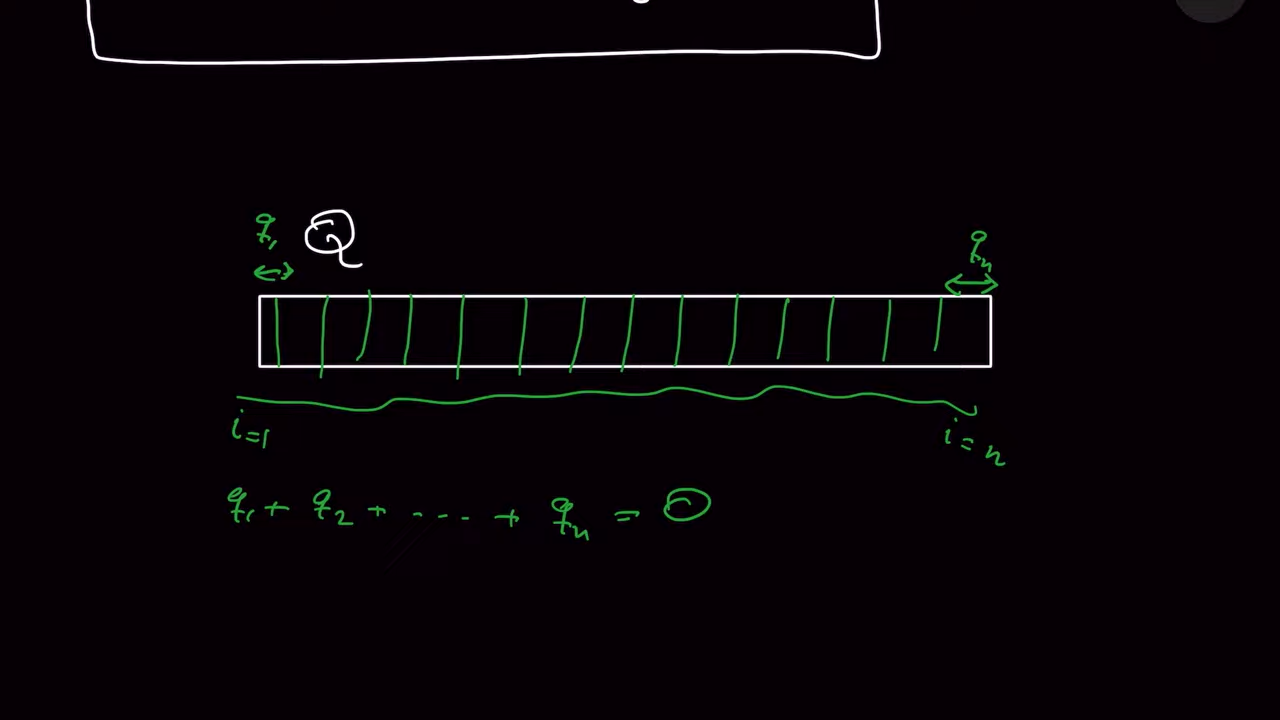 q₁ Q
qₙ
i=1
i=n
q₁ + q₂ + ---- + qₙ =